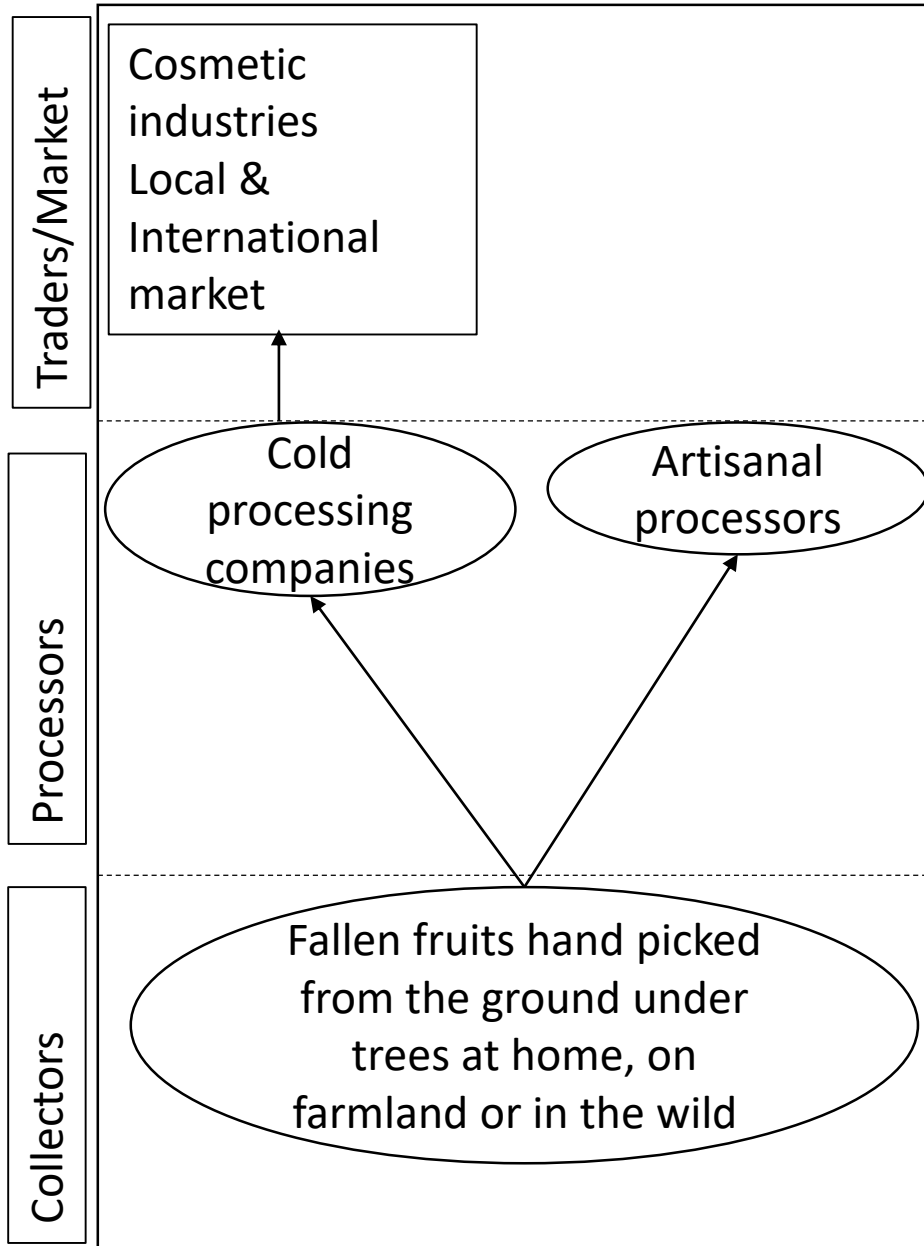 Traders/Market
Cosmetic
industries
Local &
International
market
Processors
Cold
processing
companies
Artisanal
processors
Collectors
Fallen fruits hand picked
from the ground under
trees at home, on
farmland or in the wild